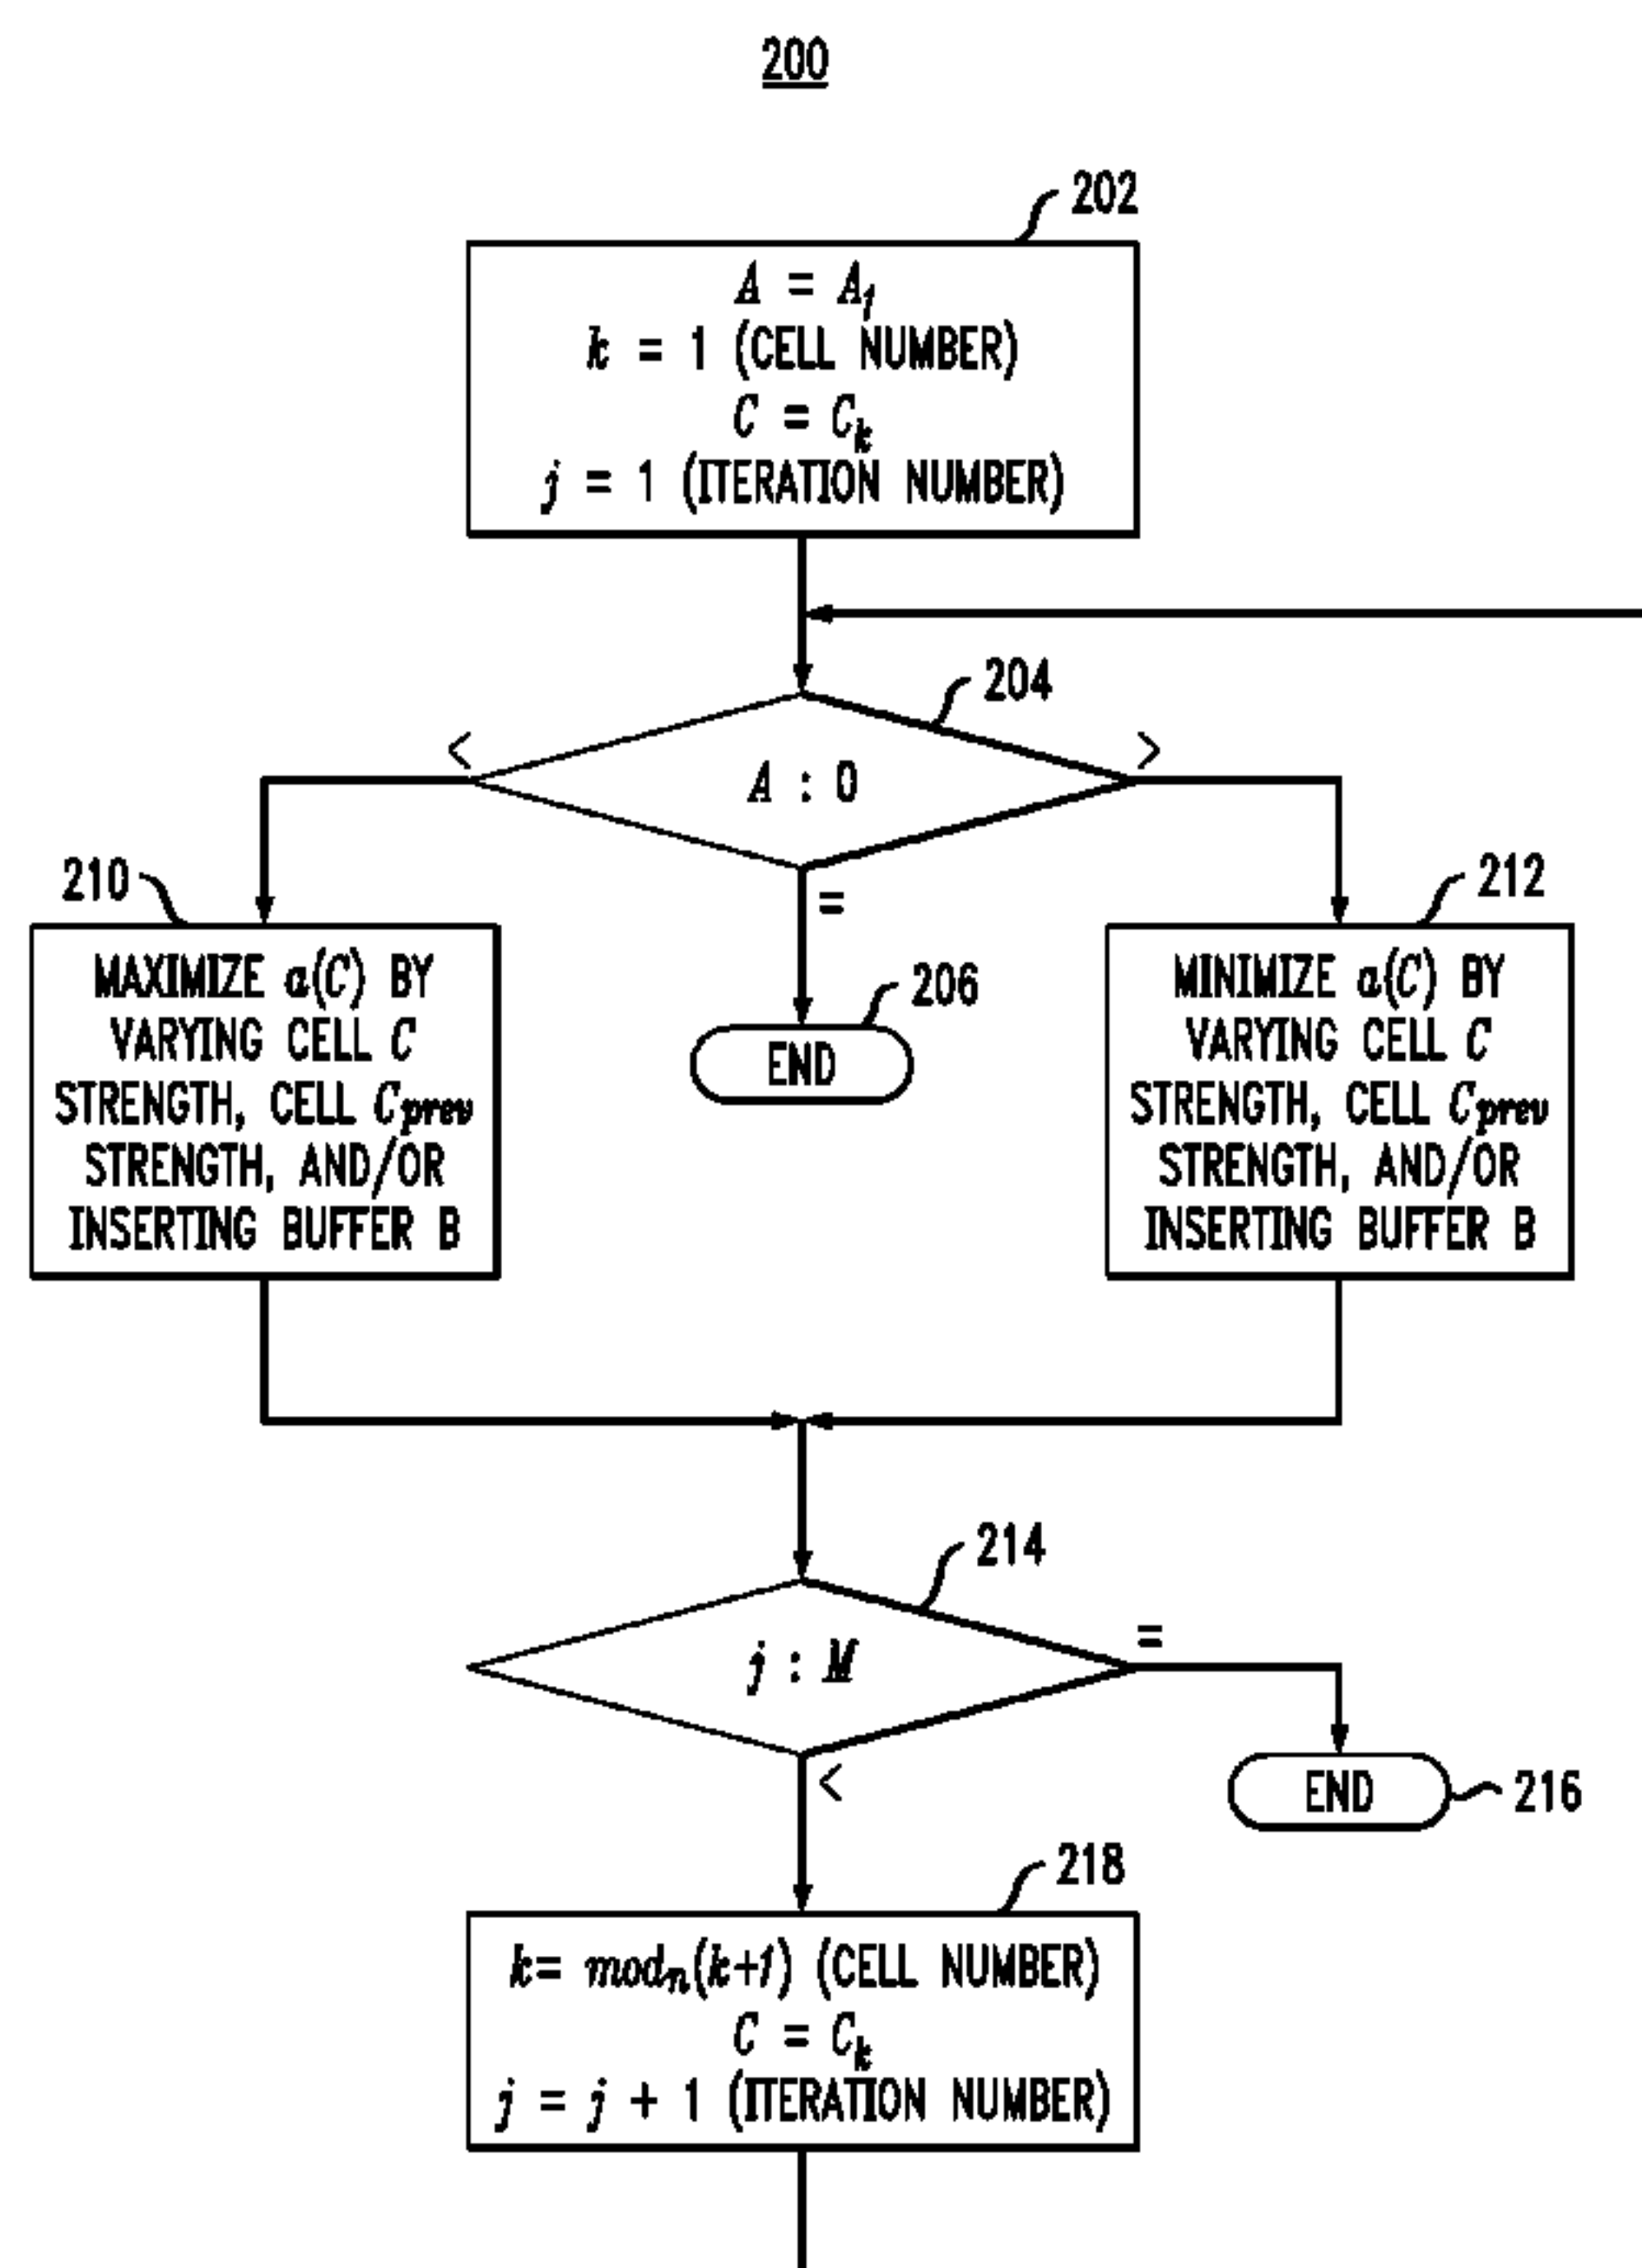 200
202
A = A1
k = 1 (CELL NUMBER)
C = Ck
j = 1 (ITERATION NUMBER)
204
<
>
A : 0
=
210
MAXIMIZE a(C) BY
VARYING CELL C
STRENGTH, CELL Cprev
STRENGTH, AND/OR
INSERTING BUFFER B
206
END
212
MINIMIZE a(C) BY
VARYING CELL C
STRENGTH, CELL Cprev
STRENGTH, AND/OR
INSERTING BUFFER B
214
j : M
=
<
END
216
218
k= modn(k+1) (CELL NUMBER)
C = Ck
j = j + 1 (ITERATION NUMBER)